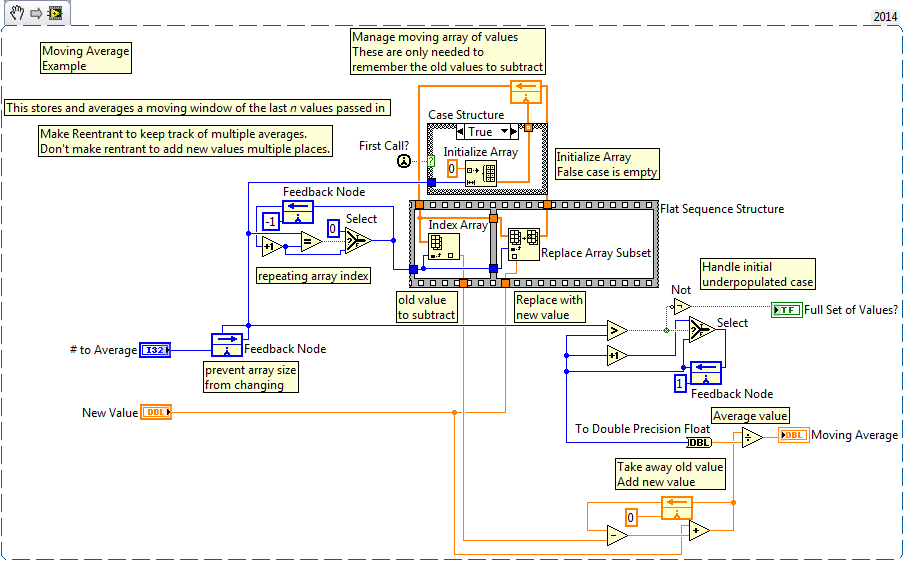 2014
Moving Average
Example
Manage moving array of values
These are only needed to
remember the old values to subtract
This stores and averages a moving window of the last n values passed in
Make Reentrant to keep track of multiple averages.
Don't make rentrant to add new values multiple places.
Case Structure
True
First Call?
?
Initialize Array
0
Initialize Array
False case is empty
Feedback Node
-1
0
Select
+1
=
?
repeating array index
Flat Sequence Structure
Index Array
Replace Array Subset
old value
to subtract
Replace with
new value
Handle initial
underpopulated case
Not
TF
Full Set of Values?
>
?
Select
+1
# to Average
I32
Feedback Node
prevent array size
from changing
1
Feedback Node
New Value
DBL
Average value
To Double Precision Float
DBL
÷
DBL
Moving Average
Take away old value
Add new value
0
-
+